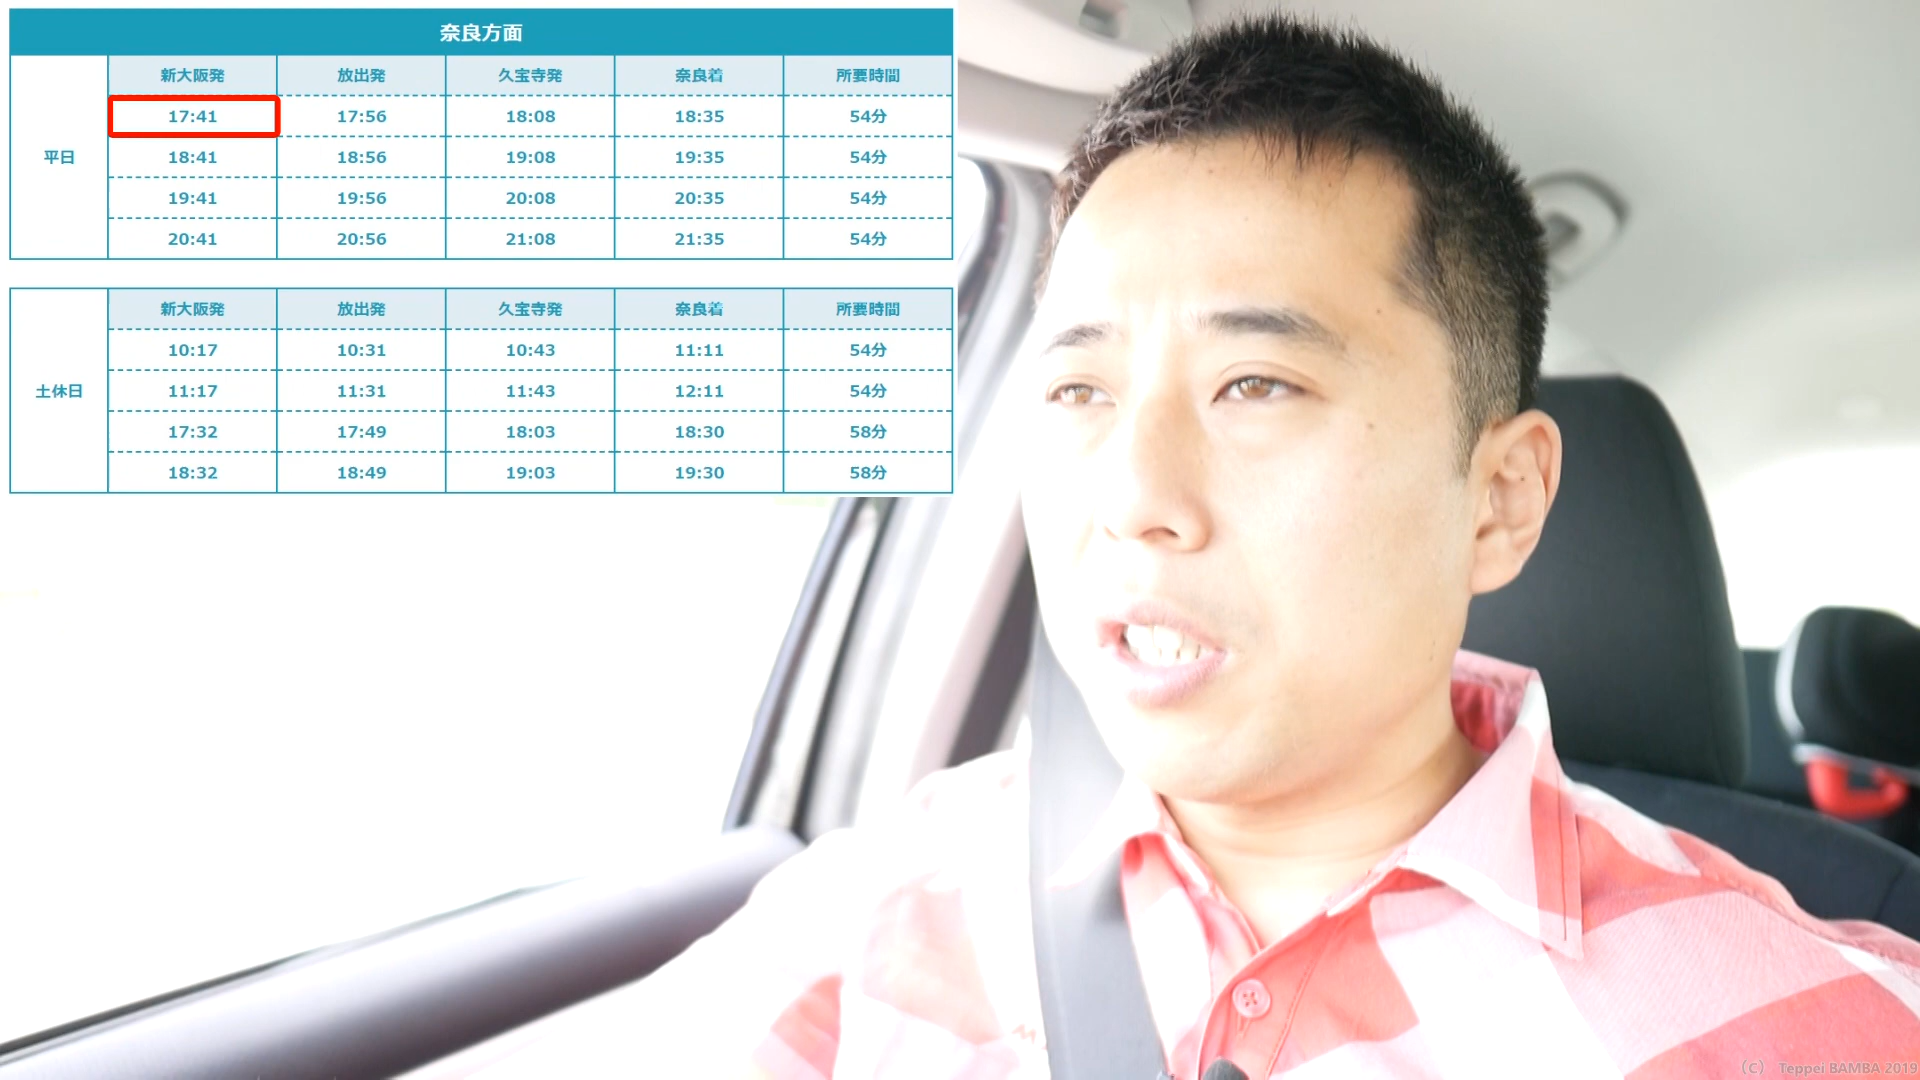 奈良方面
新大阪発 放出発 久宝寺発 奈良着 所要時間
平日
17:41 17:56 18:08 18:35 54分
18:41 18:56 19:08 19:35 54分
19:41 19:56 20:08 20:35 54分
20:41 20:56 21:08 21:35 54分
新大阪発 放出発 久宝寺発 奈良着 所要時間
土休日
10:17 10:31 10:43 11:11 54分
11:17 11:31 11:43 12:11 54分
17:32 17:49 18:03 18:30 58分
18:32 18:49 19:03 19:30 58分
（C） Teppei BAMBA 2019